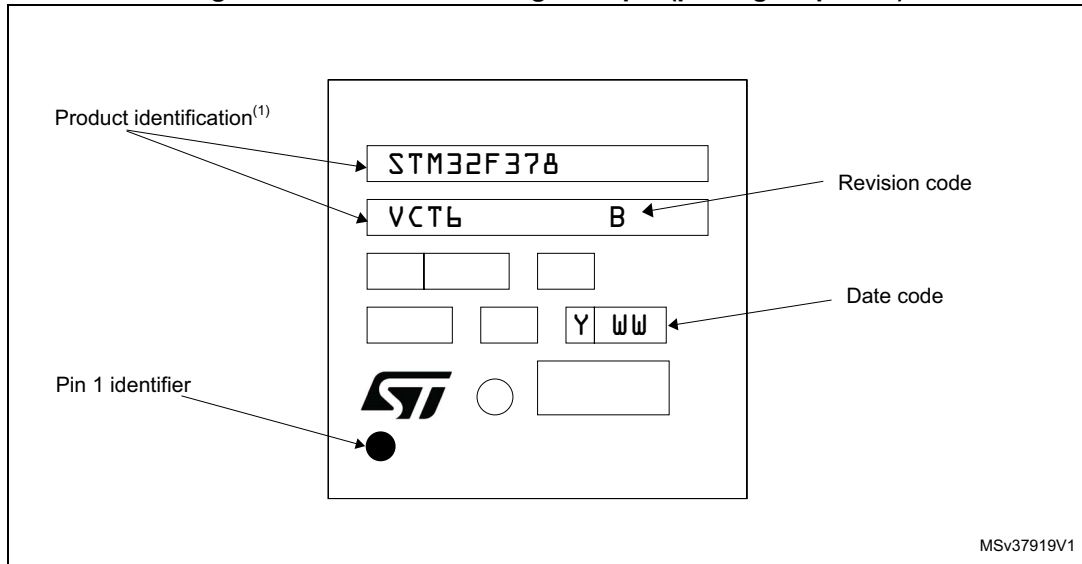 Product identification(1)
STM32F378
Revision code
VCT6 B
Date code
Y WW
Pin 1 identifier
ST
MSv37919V1